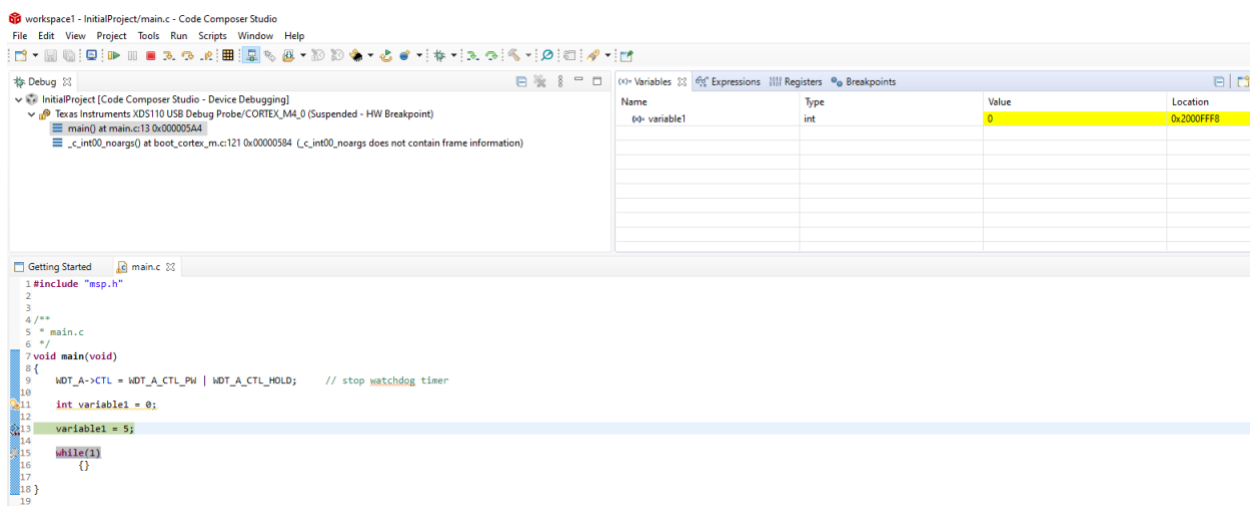 workspace1 - InitialProject/main.c - Code Composer Studio
File Edit View Project Tools Run Scripts Window Help
Debug
InitialProject [Code Composer Studio - Device Debugging]
Texas Instruments XDS110 USB Debug Probe/CORTEX_M4_0 (Suspended - HW Breakpoint)
main() at main.c:13 0x000005A4
_c_int00_noargs() at boot_cortex_m.c:121 0x00000584 (_c_int00_noargs does not contain frame information)
(x)= Variables Expressions Registers Breakpoints
Name Type Value Location
(x)= variable1 int 0 0x2000FFF8
Getting Started main.c
1 #include "msp.h"
2
3
4 /**
5 * main.c
6 */
7 void main(void)
8 {
9 WDT_A->CTL = WDT_A_CTL_PW | WDT_A_CTL_HOLD; // stop watchdog timer
10
11 int variable1 = 0;
12
13 variable1 = 5;
14
15 while(1)
16 {}
17
18 }
19